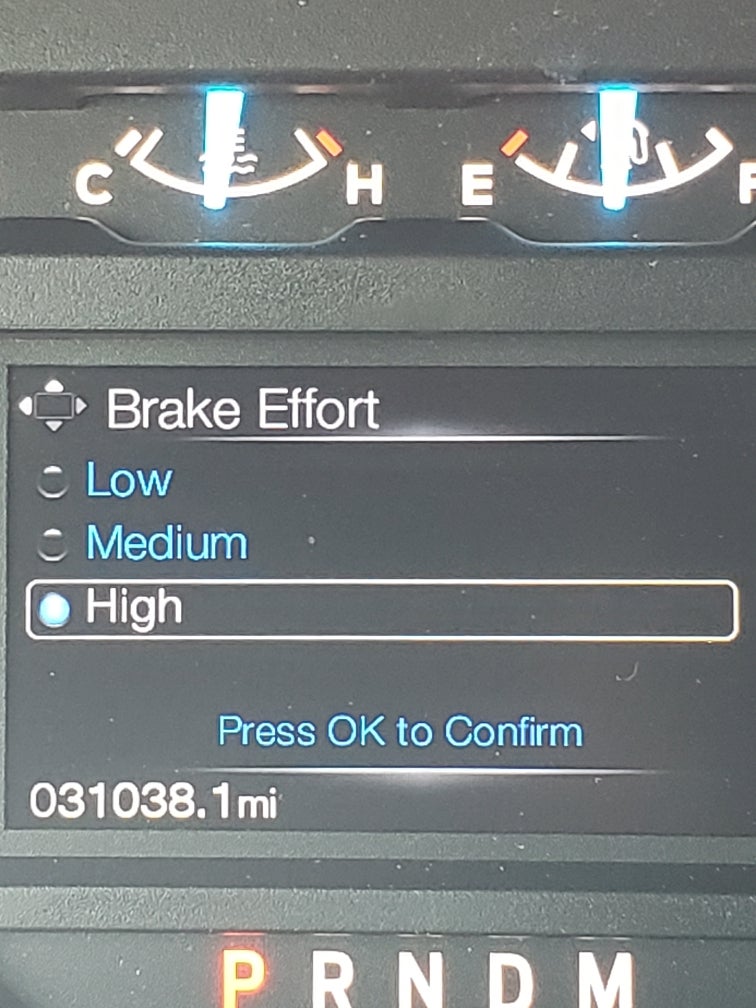 C H E F
Brake Effort
Low
Medium
High
Press OK to Confirm
031038.1mi
P R N D M